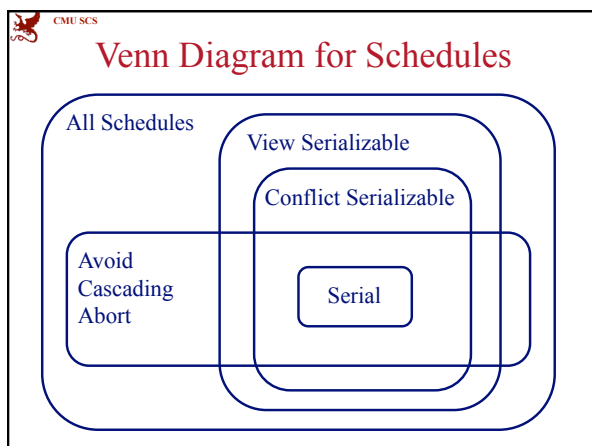 CMU SCS
Venn Diagram for Schedules
All Schedules
View Serializable
Conflict Serializable
Avoid
Cascading
Abort
Serial